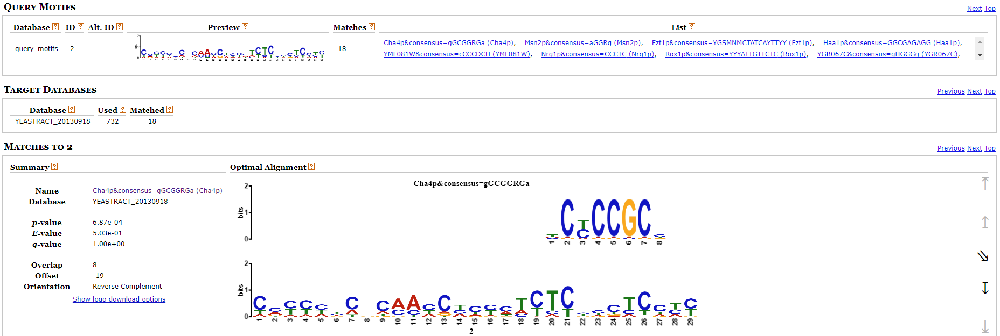 QUERY MOTIFS
Next Top
Database ? ID ? Alt. ID ? Preview ? Matches ? List ?
query_motifs 2 18
Cha4p&consensus=gGCGGRGa (Cha4p), Msn2p&consensus=aGGRg (Msn2p), Fzf1p&consensus=YGSMNMCTATCAYTTYY (Fzf1p), Haa1p&consensus=GGCGAGAGG (Haa1p),
YML081W&consensus=cCCCDCH (YML081W), Nrg1p&consensus=CCCTC (Nrg1p), Rox1p&consensus=YYYATTGTTCTC (Rox1p), YGR067C&consensus=gHGGGg (YGR067C),
TARGET DATABASES
Previous Next Top
Database ? Used ? Matched ?
YEASTRACT_20130918 732 18
MATCHES TO 2
Previous Next Top
Summary ? Optimal Alignment ?
Name Cha4p&consensus=gGCGGRGa (Cha4p)
Database YEASTRACT_20130918
p-value 6.87e-04
E-value 5.03e-01
q-value 1.00e+00
Overlap 8
Offset -19
Orientation Reverse Complement
Show logo download options
Cha4p&consensus=gGCGGRGa
2
bits 1
0
1 2 3 4 5 6 7 8
2
bits 1
0
1 2 3 4 5 6 7 8 9 10 11 12 13 14 15 16 17 18 19 20 21 22 23 24 25 26 27 28 29
2